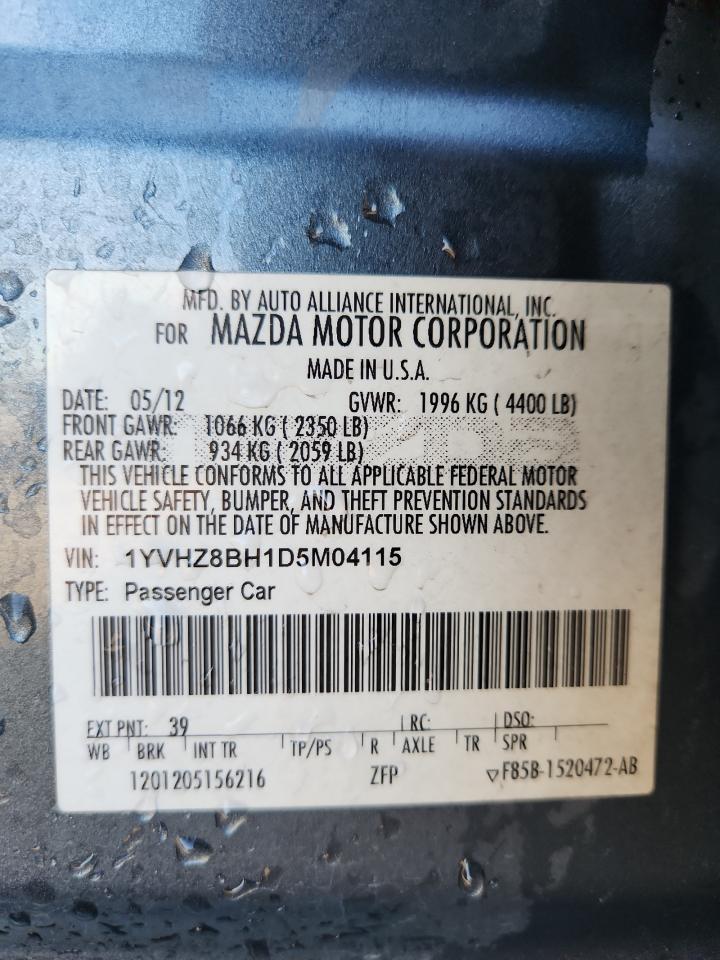 MFD. BY AUTO ALLIANCE INTERNATIONAL, INC.
FOR MAZDA MOTOR CORPORATION
MADE IN U.S.A.
DATE: 05/12 GVWR: 1996 KG ( 4400 LB)
FRONT GAWR: 1066 KG ( 2350 LB)
REAR GAWR: 934 KG ( 2059 LB)
THIS VEHICLE CONFORMS TO ALL APPLICABLE FEDERAL MOTOR
VEHICLE SAFETY, BUMPER, AND THEFT PREVENTION STANDARDS
IN EFFECT ON THE DATE OF MANUFACTURE SHOWN ABOVE.
VIN: 1YVHZ8BH1D5M04115
TYPE: Passenger Car
EXT PNT: 39 RC: DSO:
WB BRK INT TR TP/PS R AXLE TR SPR
1201205156216 ZFP ▽F85B-1520472-AB